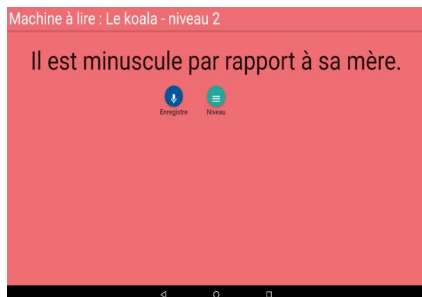 Machine à lire : Le koala - niveau 2
Il est minuscule par rapport à sa mère.
Enregistre Niveau